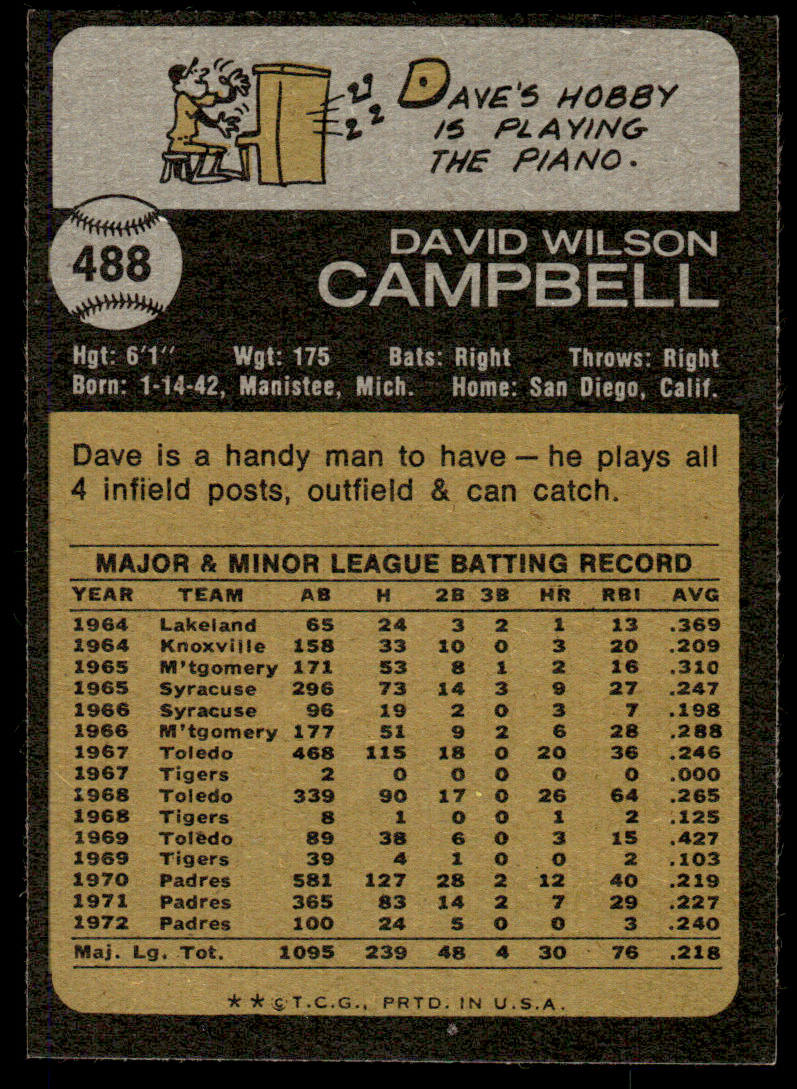 DAVE'S HOBBY
IS PLAYING
THE PIANO.
488
DAVID WILSON
CAMPBELL
Hgt: 6'1" Wgt: 175 Bats: Right Throws: Right
Born: 1-14-42, Manistee, Mich. Home: San Diego, Calif.
Dave is a handy man to have — he plays all
4 infield posts, outfield & can catch.
MAJOR & MINOR LEAGUE BATTING RECORD
YEAR TEAM AB H 2B 3B HR RBI AVG
1964 Lakeland 65 24 3 2 1 13 .369
1964 Knoxville 158 33 10 0 3 20 .209
1965 M'tgomery 171 53 8 1 2 16 .310
1965 Syracuse 296 73 14 3 9 27 .247
1966 Syracuse 96 19 2 0 3 7 .198
1966 M'tgomery 177 51 9 2 6 28 .288
1967 Toledo 468 115 18 0 20 36 .246
1967 Tigers 2 0 0 0 0 0 .000
1968 Toledo 339 90 17 0 26 64 .265
1968 Tigers 8 1 0 0 1 2 .125
1969 Toledo 89 38 6 0 3 15 .427
1969 Tigers 39 4 1 0 0 2 .103
1970 Padres 581 127 28 2 12 40 .219
1971 Padres 365 83 14 2 7 29 .227
1972 Padres 100 24 5 0 0 3 .240
Maj. Lg. Tot. 1095 239 48 4 30 76 .218
**©T.C.G., PRTD. IN U.S.A.